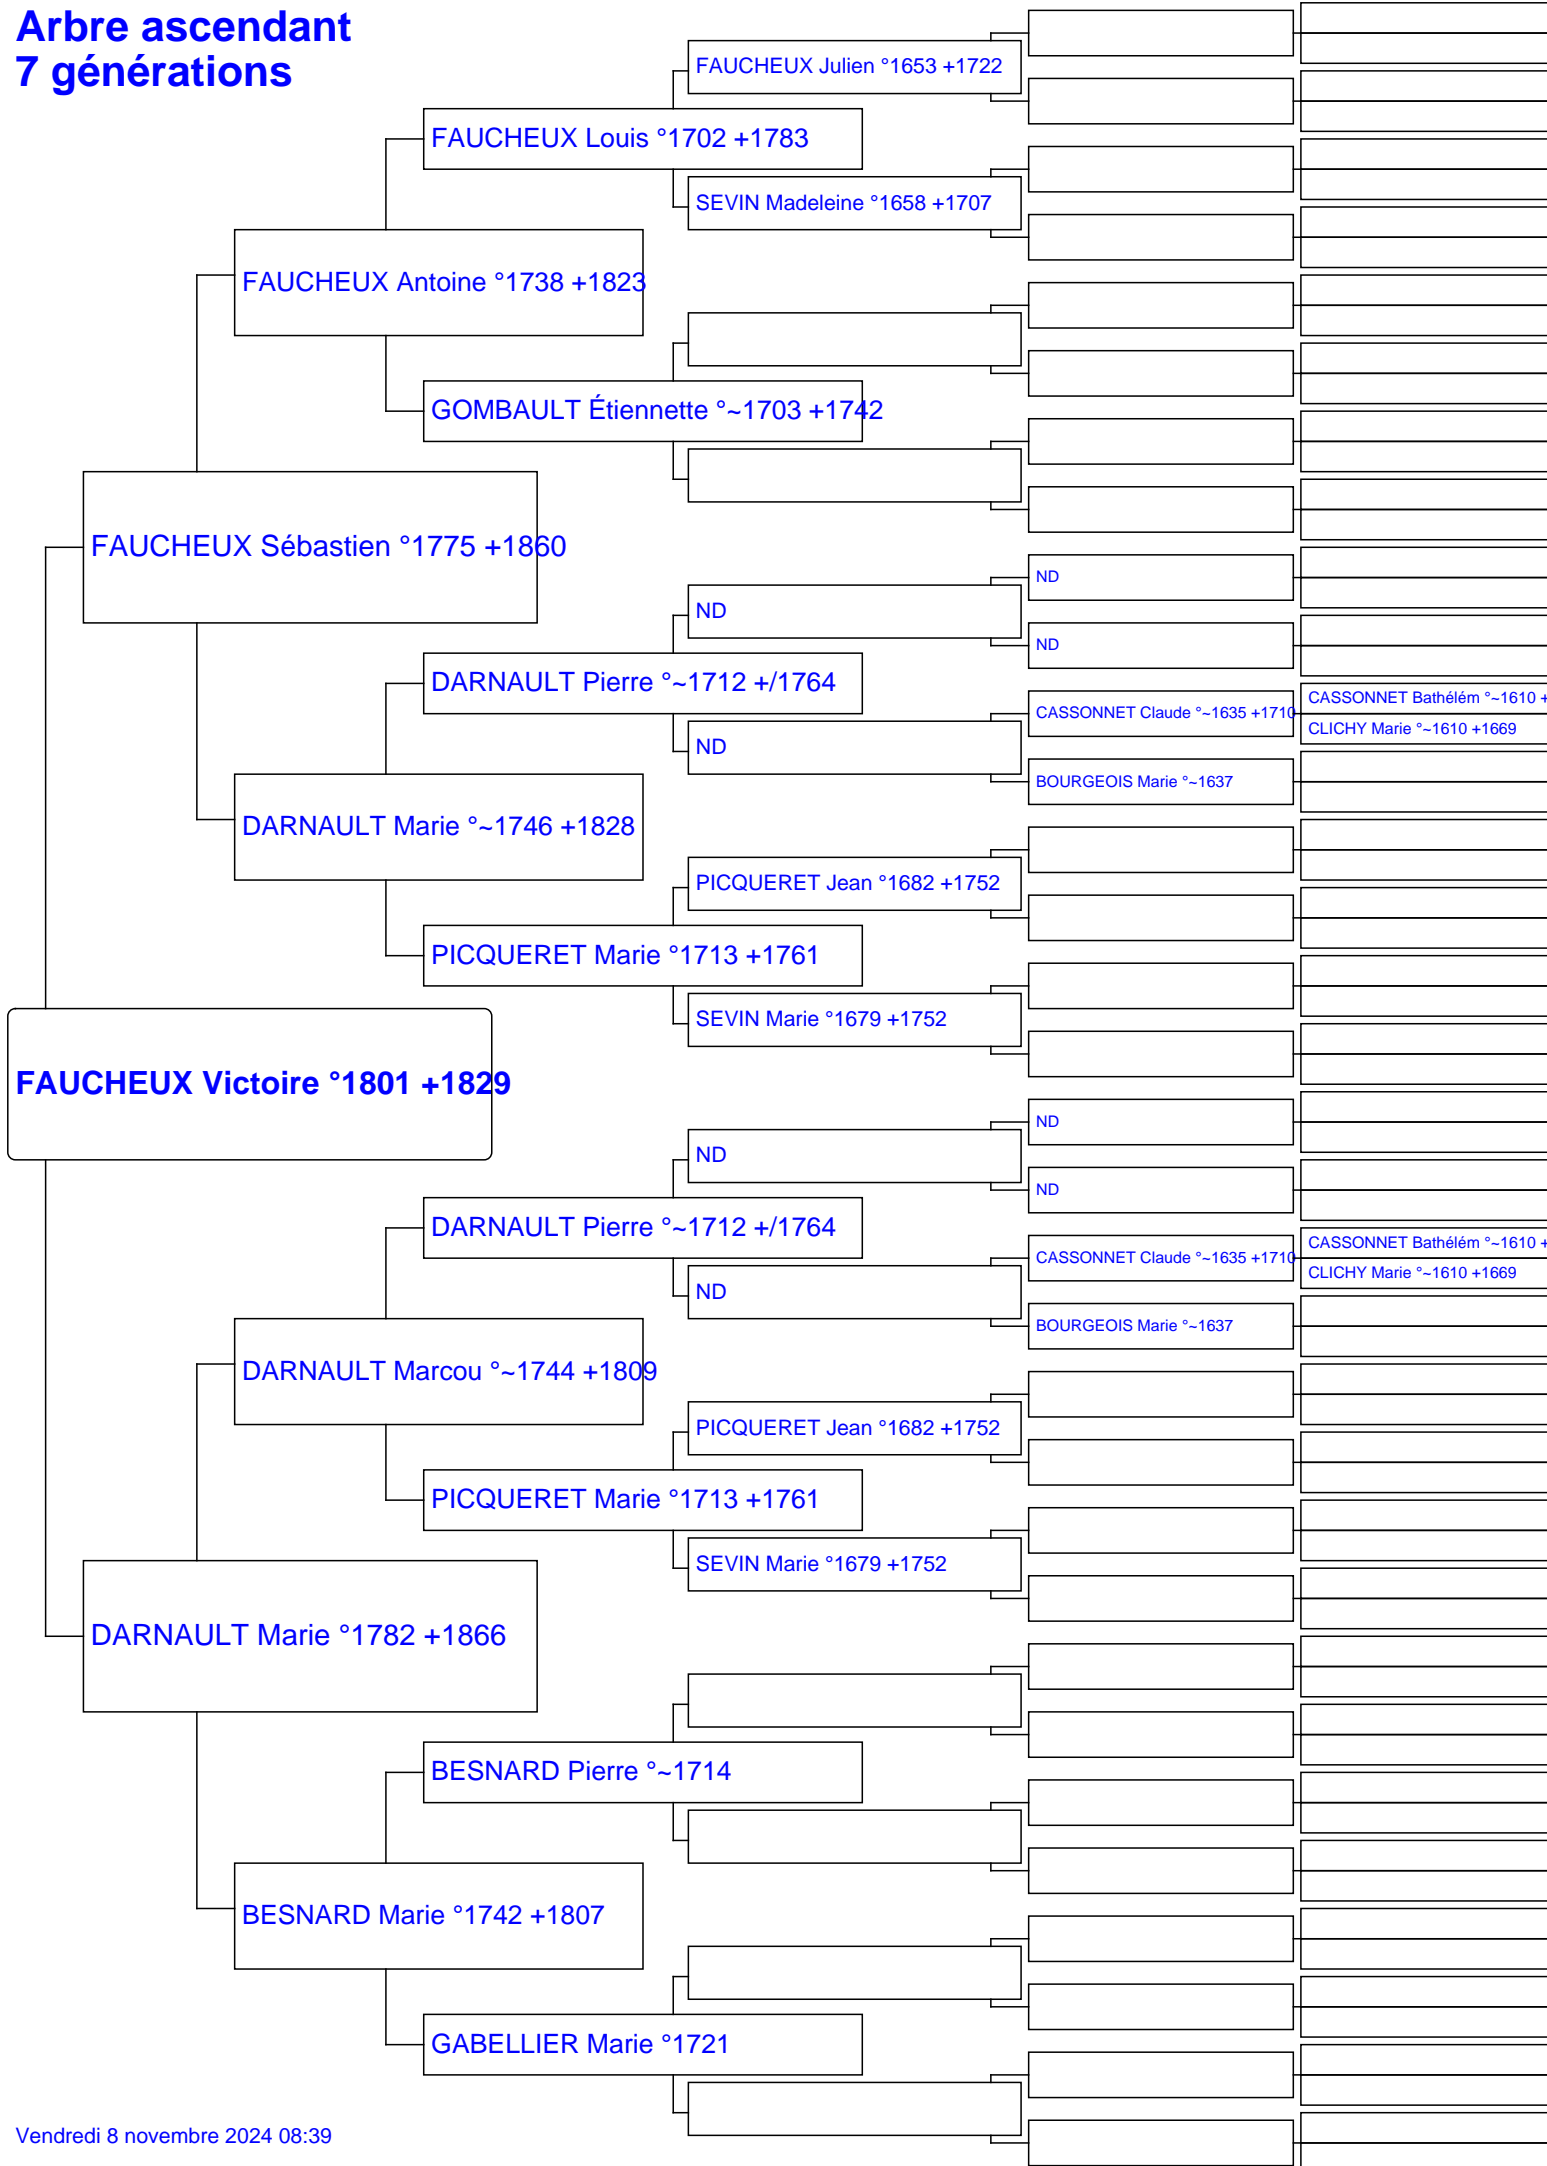 Arbre ascendant
7 générations
FAUCHEUX Julien °1653 +1722
FAUCHEUX Louis °1702 +1783
SEVIN Madeleine °1658 +1707
FAUCHEUX Antoine °1738 +1823
GOMBAULT Étiennette °~1703 +1742
FAUCHEUX Sébastien °1775 +1860
ND
ND
ND
DARNAULT Pierre °~1712 +/1764
CASSONNET Bathélém °~1610 +
CASSONNET Claude °~1635 +1710
CLICHY Marie °~1610 +1669
ND
BOURGEOIS Marie °~1637
DARNAULT Marie °~1746 +1828
PICQUERET Jean °1682 +1752
PICQUERET Marie °1713 +1761
SEVIN Marie °1679 +1752
FAUCHEUX Victoire °1801 +1829
ND
ND
ND
DARNAULT Pierre °~1712 +/1764
CASSONNET Bathélém °~1610 +
CASSONNET Claude °~1635 +1710
CLICHY Marie °~1610 +1669
ND
BOURGEOIS Marie °~1637
DARNAULT Marcou °~1744 +1809
PICQUERET Jean °1682 +1752
PICQUERET Marie °1713 +1761
SEVIN Marie °1679 +1752
DARNAULT Marie °1782 +1866
BESNARD Pierre °~1714
BESNARD Marie °1742 +1807
GABELLIER Marie °1721
Vendredi 8 novembre 2024 08:39